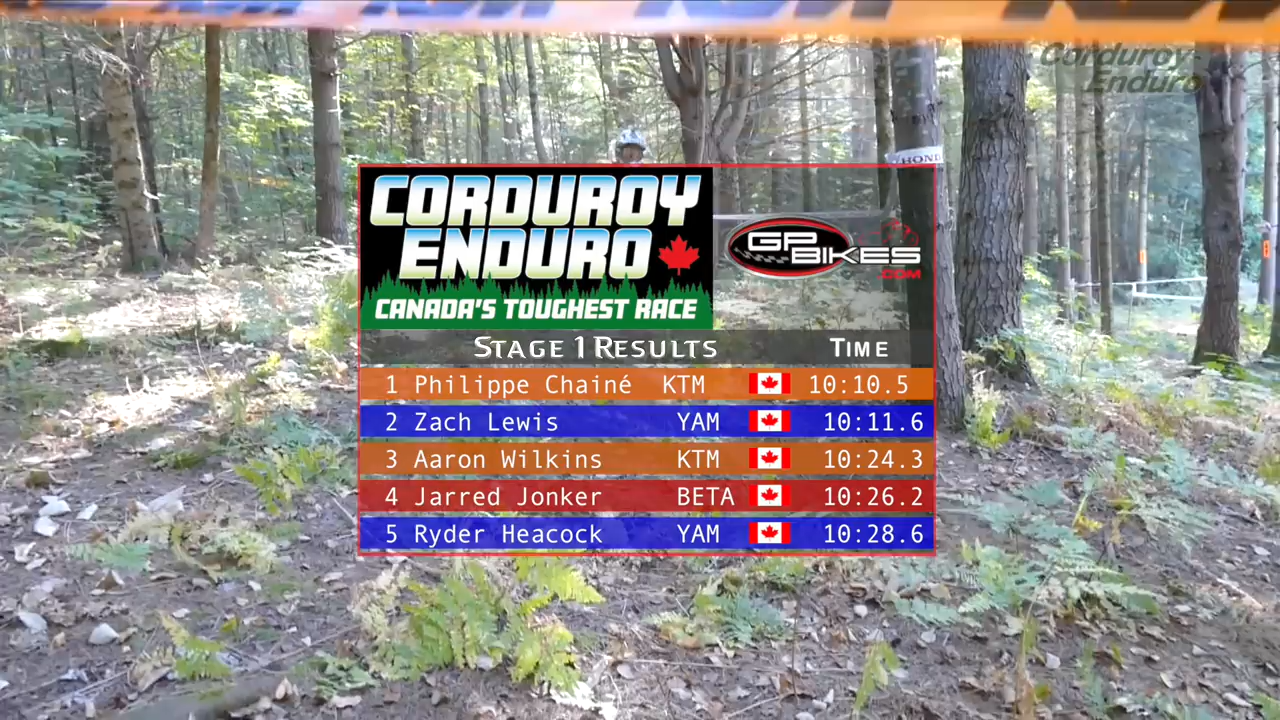 Corduroy
Enduro
HOND
CORDUROY
ENDURO
CANADA'S TOUGHEST RACE
GP BIKES
.COM
STAGE 1 RESULTS TIME
1 Philippe Chainé KTM 10:10.5
2 Zach Lewis YAM 10:11.6
3 Aaron Wilkins KTM 10:24.3
4 Jarred Jonker BETA 10:26.2
5 Ryder Heacock YAM 10:28.6